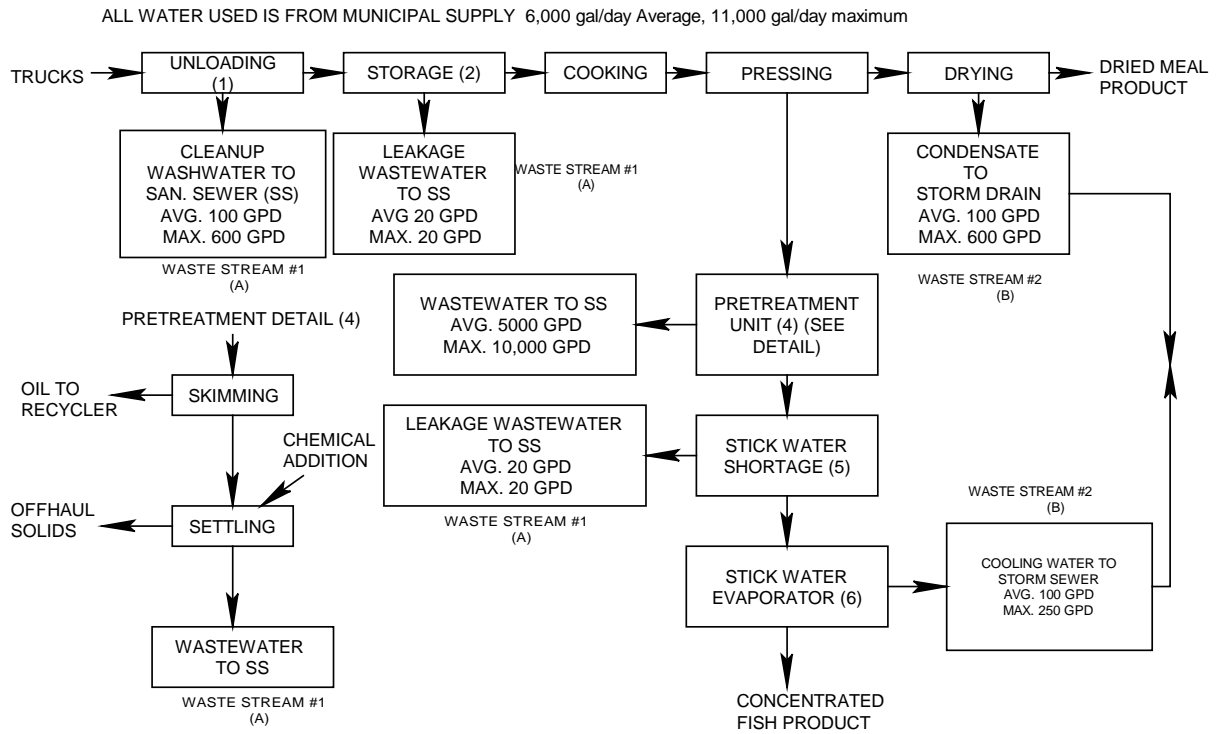 ALL WATER USED IS FROM MUNICIPAL SUPPLY 6,000 gal/day Average, 11,000 gal/day maximum
TRUCKS
UNLOADING
(1)
STORAGE (2)
COOKING
PRESSING
DRYING
DRIED MEAL
PRODUCT
CLEANUP
WASHWATER TO
SAN. SEWER (SS)
AVG. 100 GPD
MAX. 600 GPD
WASTE STREAM #1
(A)
LEAKAGE
WASTEWATER
TO SS
AVG 20 GPD
MAX. 20 GPD
WASTE STREAM #1
(A)
CONDENSATE
TO
STORM DRAIN
AVG. 100 GPD
MAX. 600 GPD
WASTE STREAM #2
(B)
PRETREATMENT DETAIL (4)
WASTEWATER TO SS
AVG. 5000 GPD
MAX. 10,000 GPD
PRETREATMENT
UNIT (4) (SEE
DETAIL)
OIL TO
RECYCLER
SKIMMING
CHEMICAL
ADDITION
LEAKAGE WASTEWATER
TO SS
AVG. 20 GPD
MAX. 20 GPD
WASTE STREAM #1
(A)
STICK WATER
SHORTAGE (5)
OFFHAUL
SOLIDS
SETTLING
WASTE STREAM #2
(B)
STICK WATER
EVAPORATOR (6)
COOLING WATER TO
STORM SEWER
AVG. 100 GPD
MAX. 250 GPD
WASTEWATER
TO SS
WASTE STREAM #1
(A)
CONCENTRATED
FISH PRODUCT